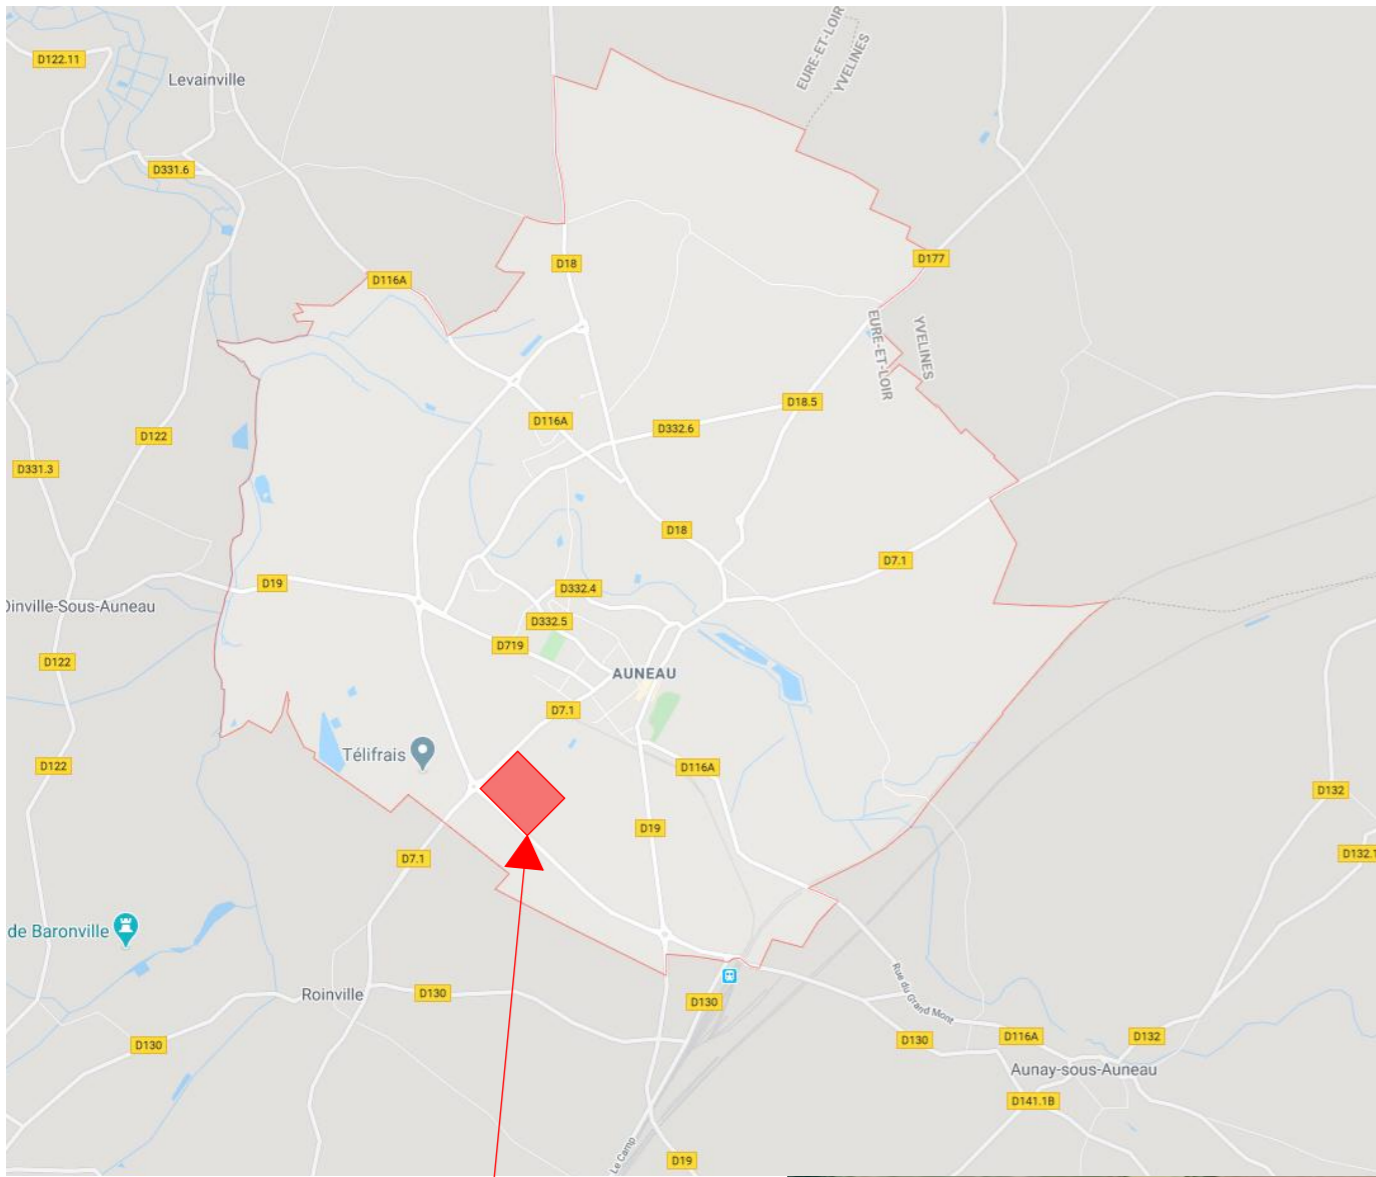 EURE-ET-LOIR
YVELINES
D122.11
Levainville
D331.6
D177
D18
D116A
EURE-ET-LOIR
YVELINES
D18.5
D116A
D332.6
D122
D331.3
D18
D7.1
D19
D332.4
Dinville-Sous-Auneau
D332.5
D719
D122
AUNEAU
D7.1
Télifrais
D122
D116A
D132
D19
D132.1
D7.1
de Baronville
Roinville
D130
D130
Rue du Grand Mont
D130
D130
D116A
D132
Aunay-sous-Auneau
D141.1B
Le Camp
D19